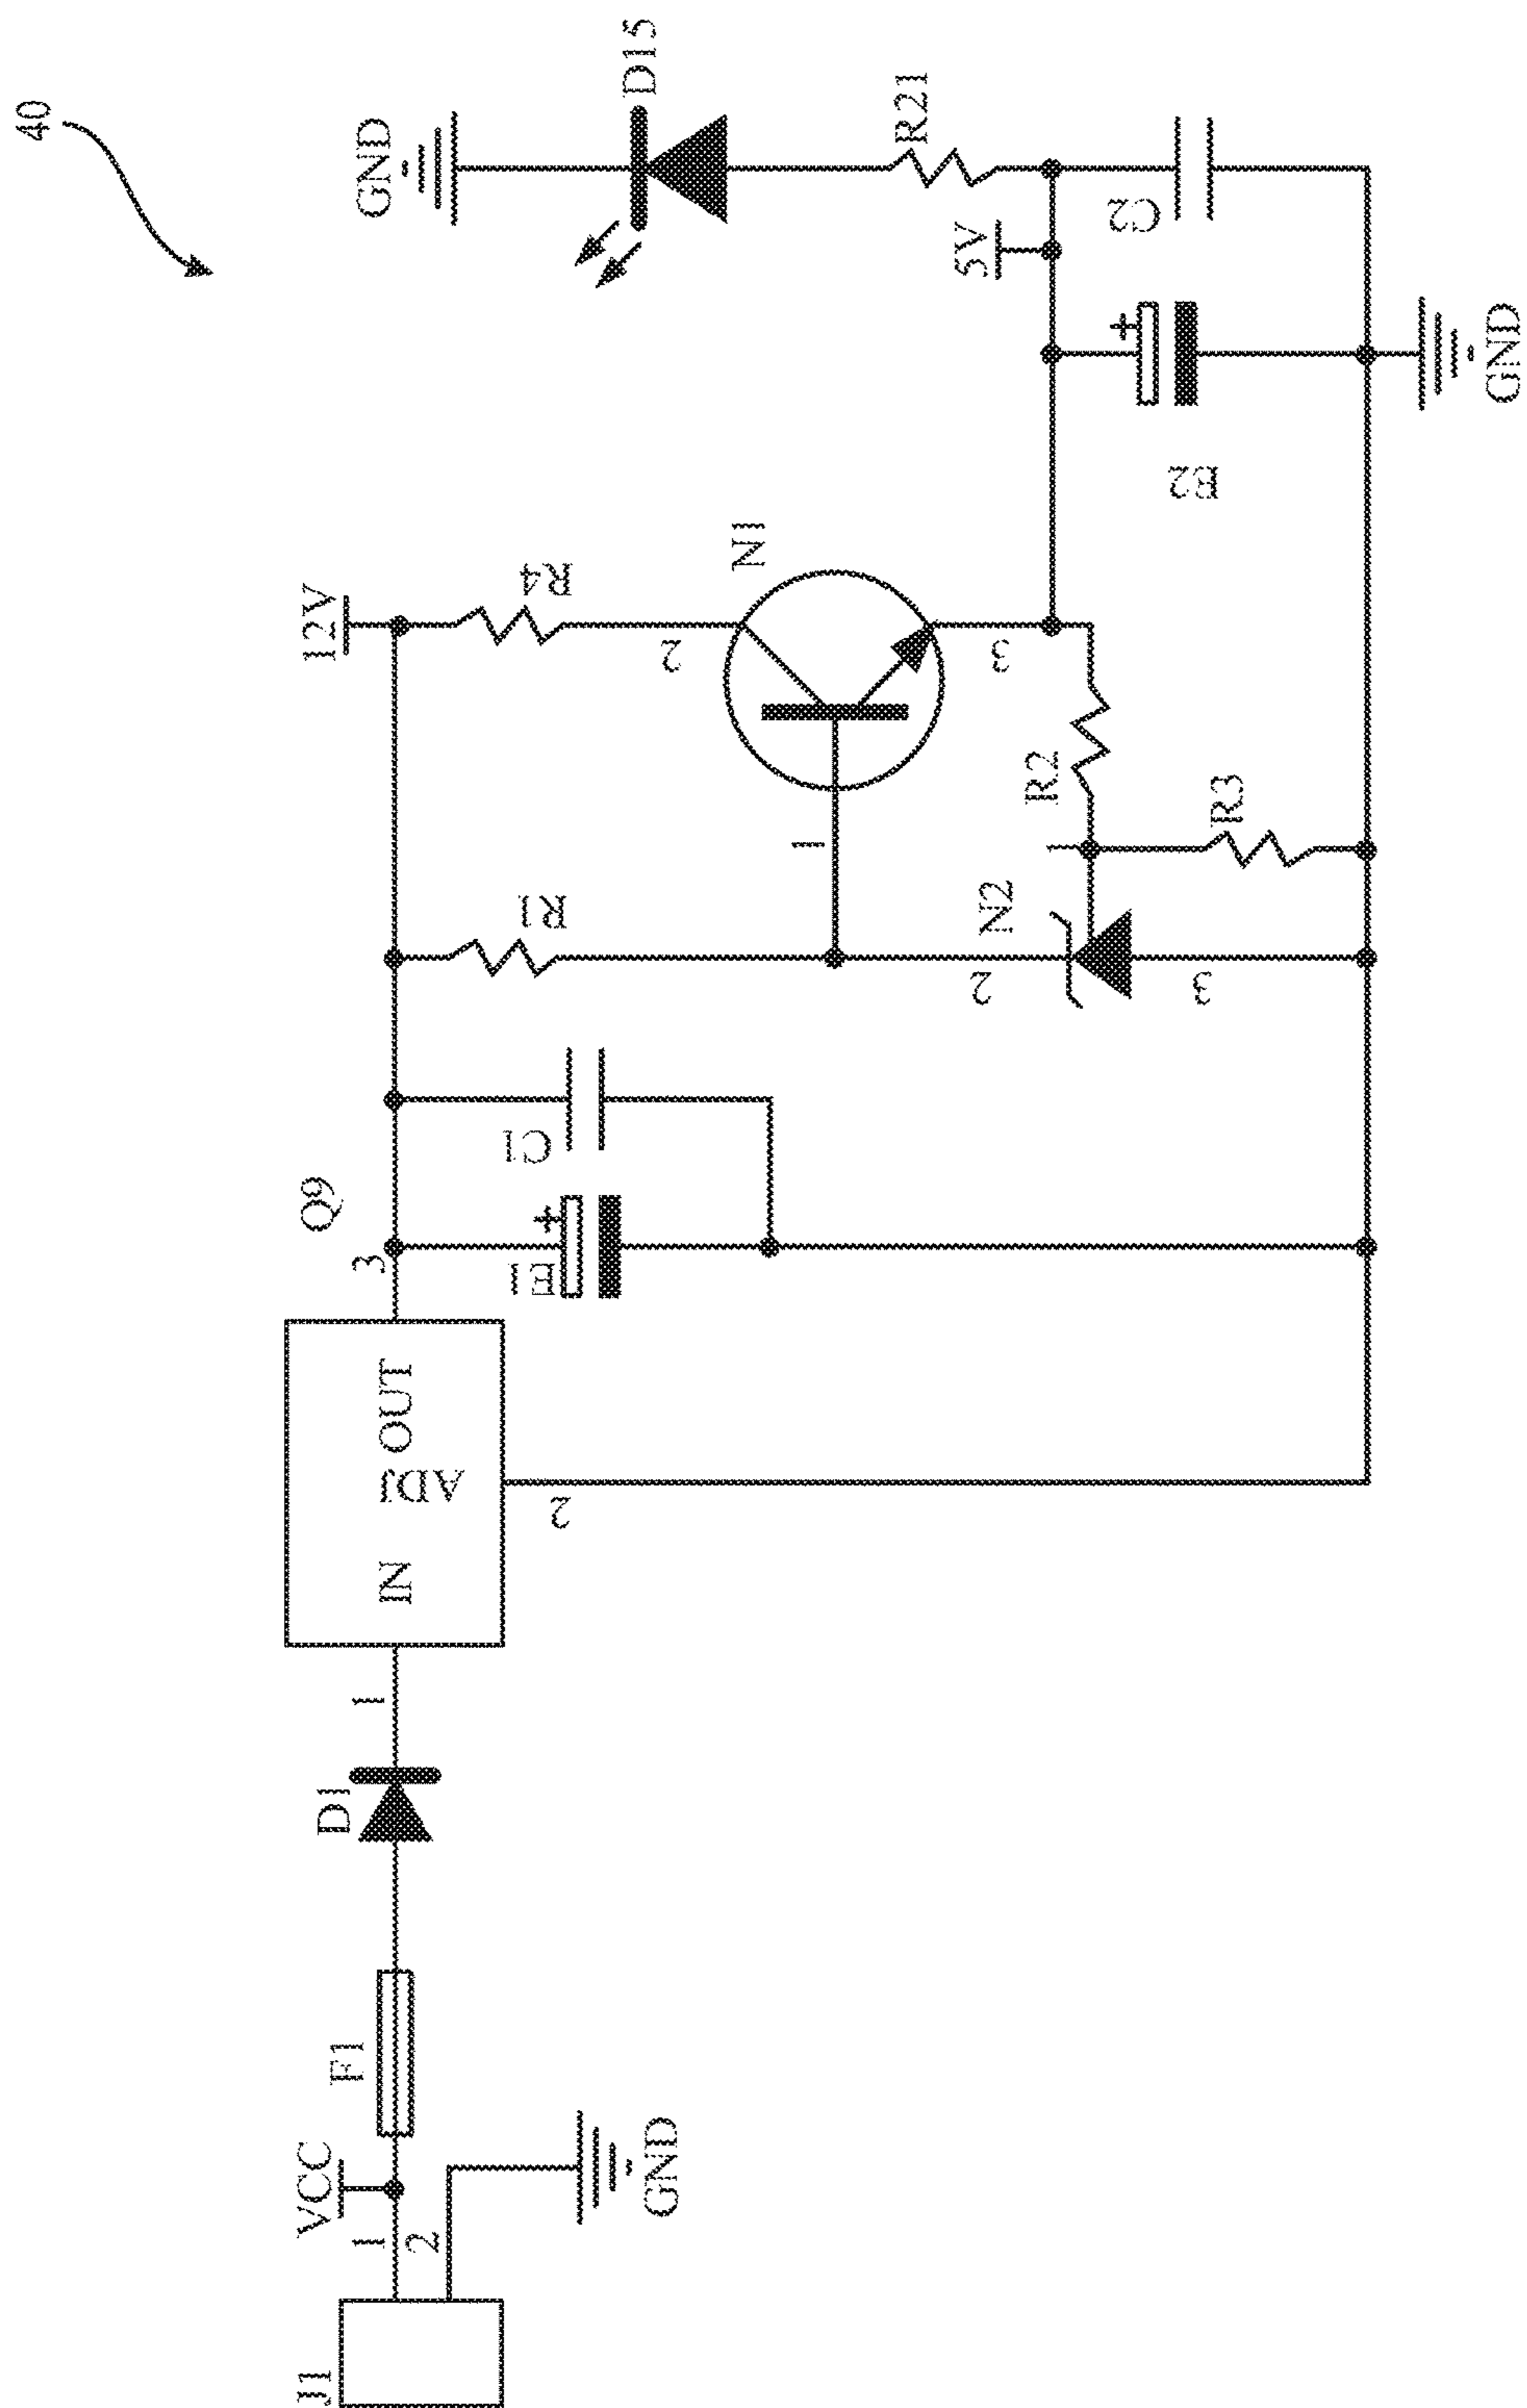 40
J1
1
2
VCC
GND
F1
D1
1
IN
ADJ
OUT
2
3
Q9
E1
C1
R1
12V
R4
2
N1
1
3
N2
2
3
1
R2
R3
E2
GND
5V
C2
R21
D15
GND